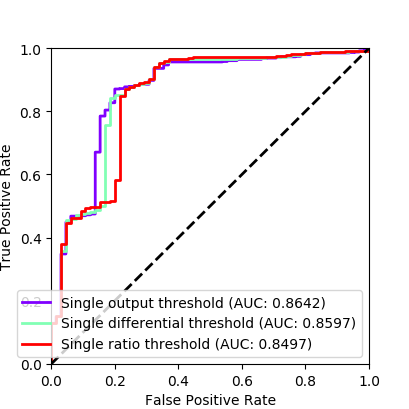 1.0
0.8
0.6
0.4
0.2
0.0
True Positive Rate
Single output threshold (AUC: 0.8642)
Single differential threshold (AUC: 0.8597)
Single ratio threshold (AUC: 0.8497)
0.0 0.2 0.4 0.6 0.8 1.0
False Positive Rate